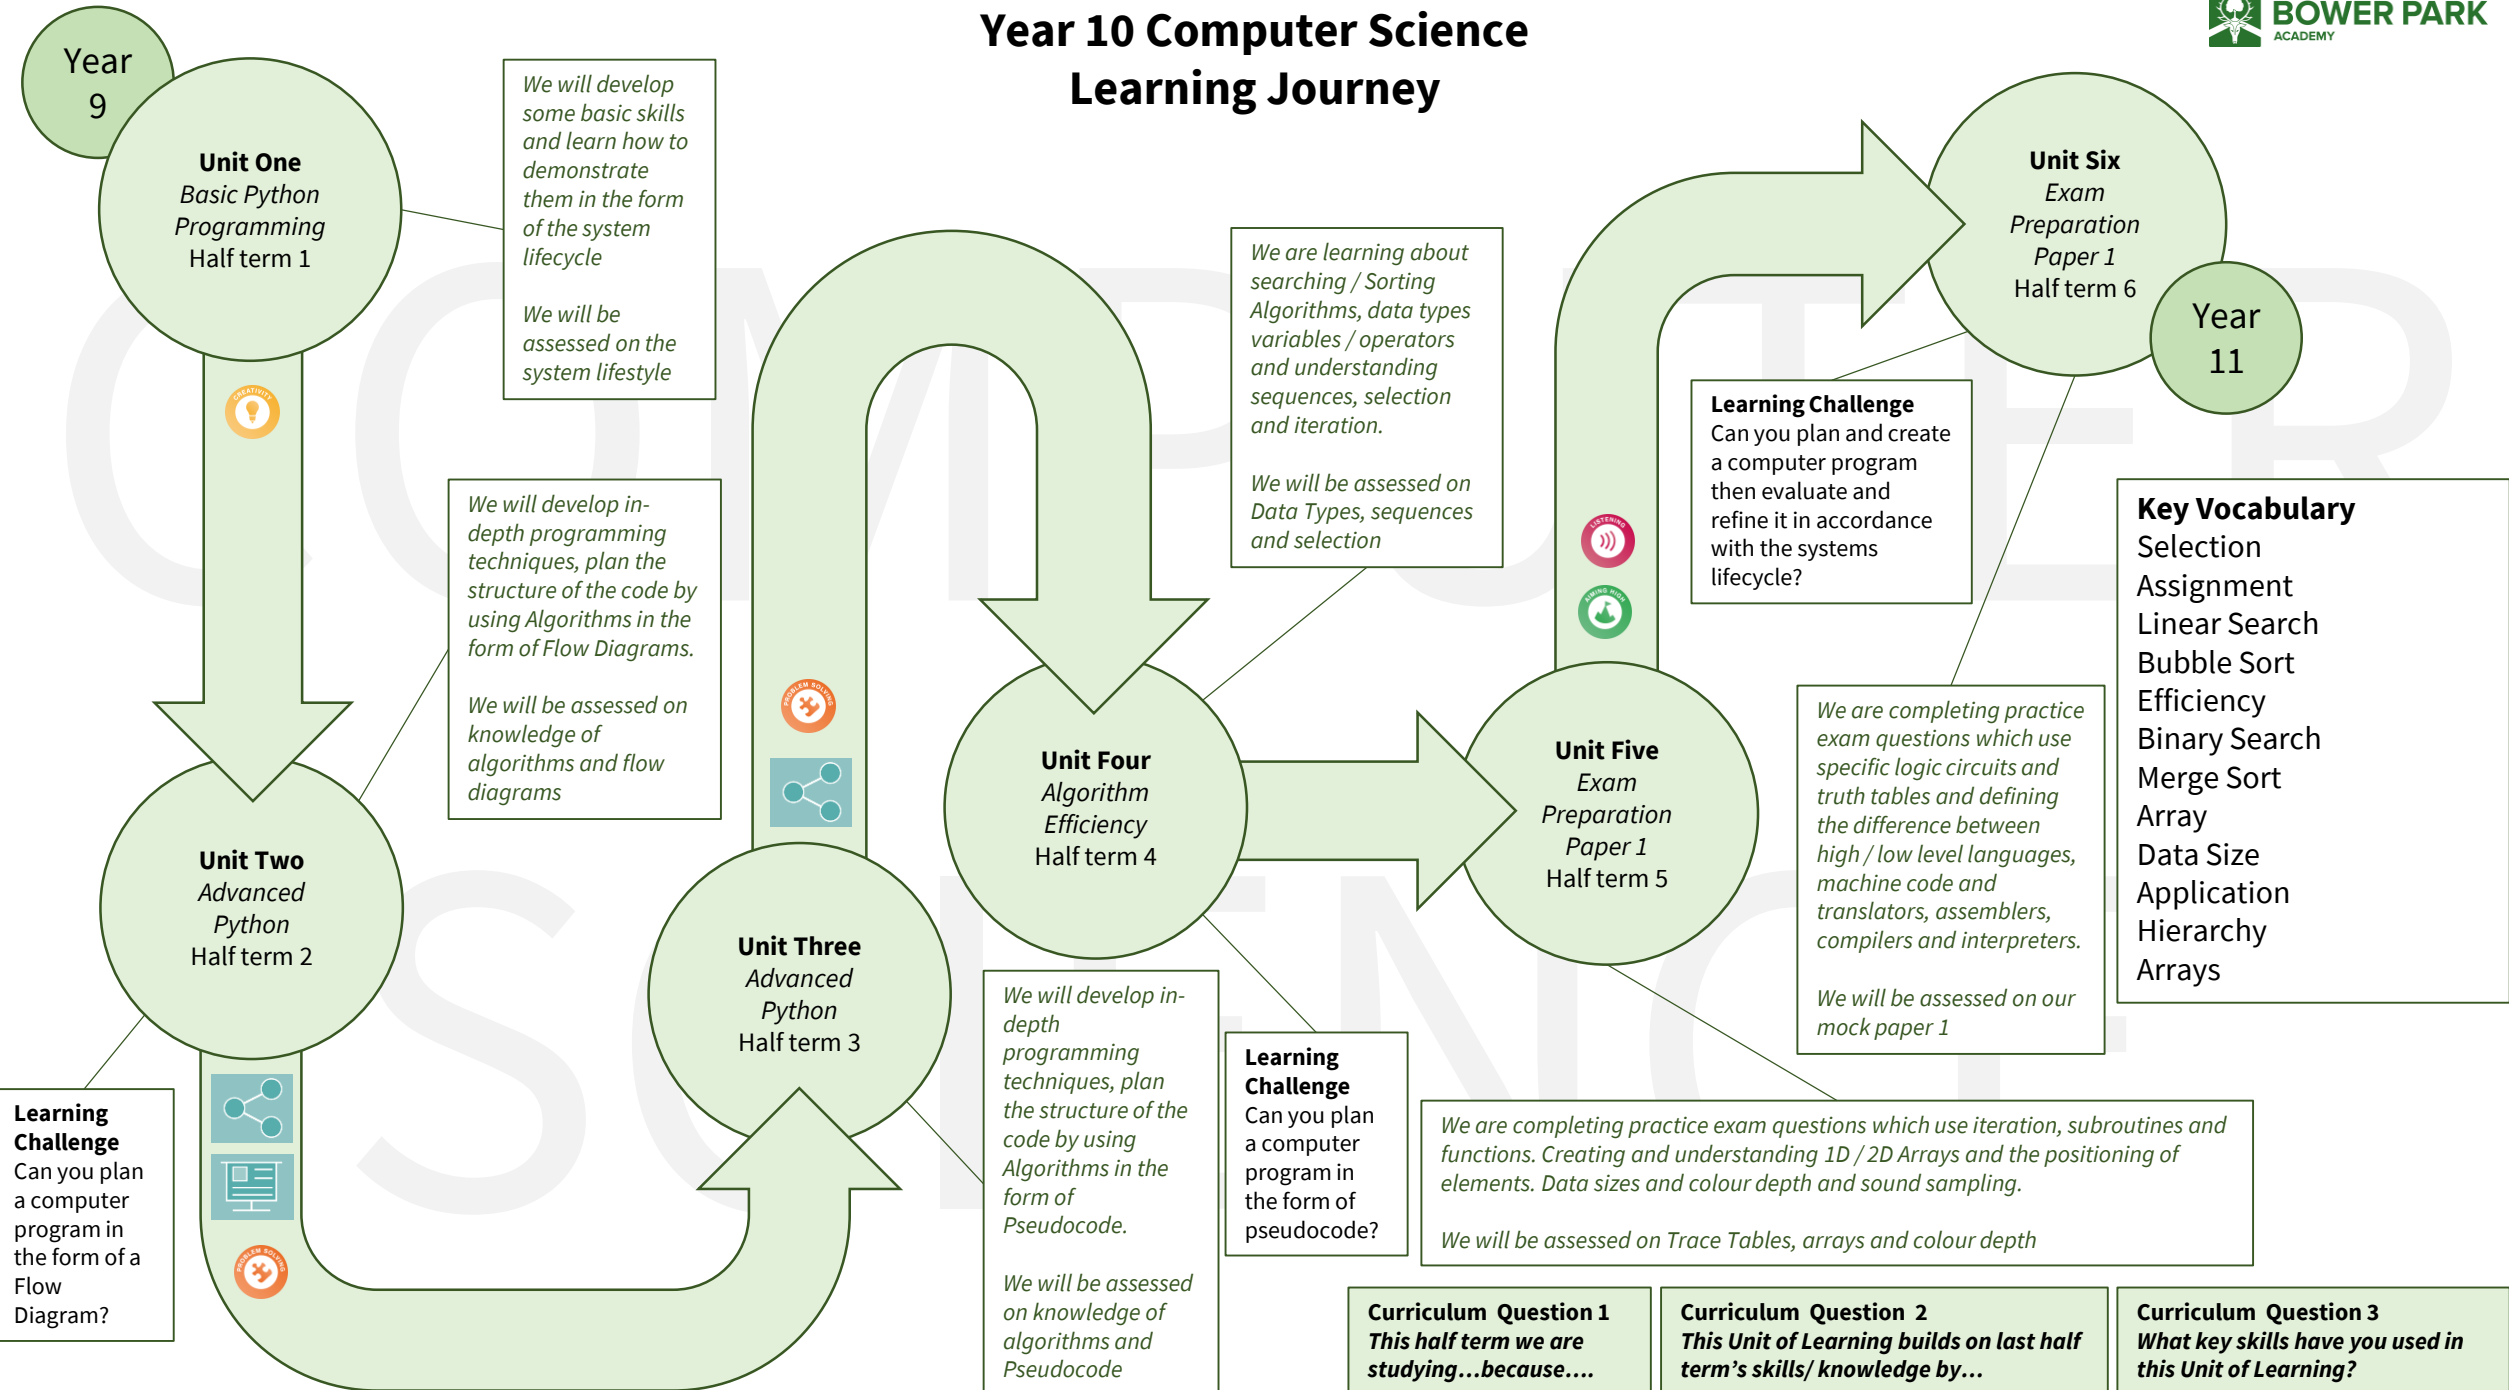 Year 10 Computer Science
Learning Journey
BOWER PARK
ACADEMY
Year
9
Unit One
Basic Python
Programming
Half term 1
We will develop
some basic skills
and learn how to
demonstrate
them in the form
of the system
lifecycle
We will be
assessed on the
system lifestyle
CREATIVITY
We will develop in-
depth programming
techniques, plan the
structure of the code by
using Algorithms in the
form of Flow Diagrams.
We will be assessed on
knowledge of
algorithms and flow
diagrams
Unit Two
Advanced
Python
Half term 2
Learning
Challenge
Can you plan
a computer
program in
the form of a
Flow
Diagram?
PROBLEM SOLVING
Unit Three
Advanced
Python
Half term 3
We will develop in-
depth
programming
techniques, plan
the structure of the
code by using
Algorithms in the
form of
Pseudocode.
We will be assessed
on knowledge of
algorithms and
Pseudocode
PROBLEM SOLVING
We are learning about
searching / Sorting
Algorithms, data types
variables / operators
and understanding
sequences, selection
and iteration.
We will be assessed on
Data Types, sequences
and selection
Unit Four
Algorithm
Efficiency
Half term 4
Learning
Challenge
Can you plan
a computer
program in
the form of
pseudocode?
Unit Five
Exam
Preparation
Paper 1
Half term 5
We are completing practice exam questions which use iteration, subroutines and
functions. Creating and understanding 1D / 2D Arrays and the positioning of
elements. Data sizes and colour depth and sound sampling.
We will be assessed on Trace Tables, arrays and colour depth
LISTENING
AIMING HIGH
Unit Six
Exam
Preparation
Paper 1
Half term 6
Year
11
Learning Challenge
Can you plan and create
a computer program
then evaluate and
refine it in accordance
with the systems
lifecycle?
We are completing practice
exam questions which use
specific logic circuits and
truth tables and defining
the difference between
high / low level languages,
machine code and
translators, assemblers,
compilers and interpreters.
We will be assessed on our
mock paper 1
Key Vocabulary
Selection
Assignment
Linear Search
Bubble Sort
Efficiency
Binary Search
Merge Sort
Array
Data Size
Application
Hierarchy
Arrays
Curriculum Question 1
This half term we are
studying...because....
Curriculum Question 2
This Unit of Learning builds on last half
term's skills/ knowledge by...
Curriculum Question 3
What key skills have you used in
this Unit of Learning?
COMPUTER
SCIENCE